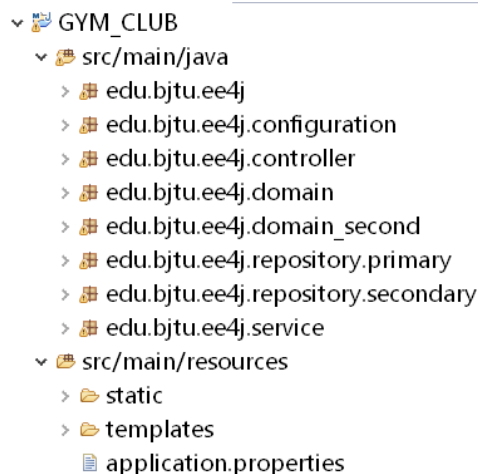 GYM_CLUB
src/main/java
edu.bjtu.ee4j
edu.bjtu.ee4j.configuration
edu.bjtu.ee4j.controller
edu.bjtu.ee4j.domain
edu.bjtu.ee4j.domain_second
edu.bjtu.ee4j.repository.primary
edu.bjtu.ee4j.repository.secondary
edu.bjtu.ee4j.service
src/main/resources
static
templates
application.properties